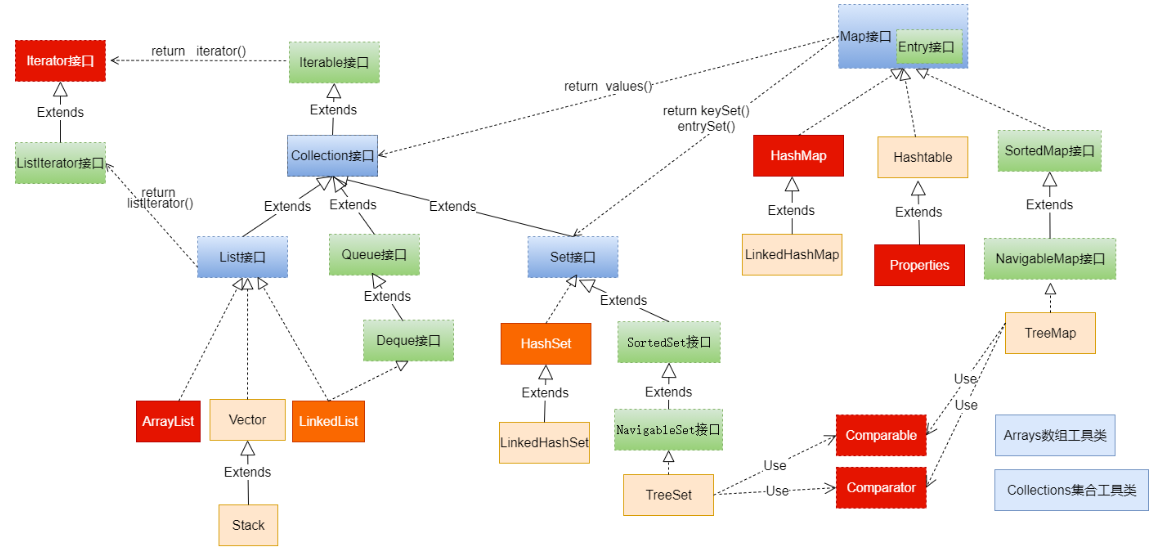 Iterator接口
return iterator()
Iterable接口
Map接口
Entry接口
Extends
Extends
return values()
return keySet()
entrySet()
ListIterator接口
Collection接口
HashMap
Hashtable
SortedMap接口
return
listIterator()
Extends
Extends
Extends
Extends
Extends
Extends
List接口
Queue接口
Set接口
LinkedHashMap
Properties
NavigableMap接口
Extends
Extends
Deque接口
HashSet
SortedSet接口
TreeMap
Extends
Extends
Use
Use
ArrayList
Vector
LinkedList
LinkedHashSet
NavigableSet接口
Comparable
Arrays数组工具类
Extends
Use
Use
Stack
TreeSet
Comparator
Collections集合工具类